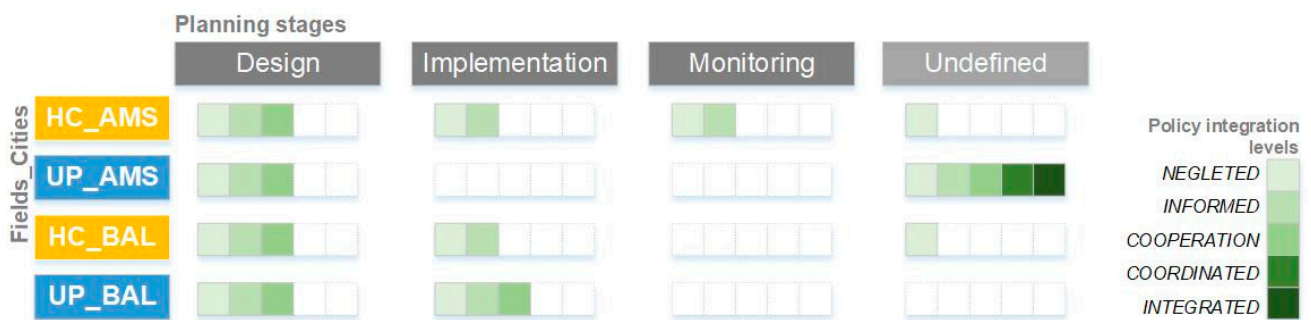 Planning stages
Design
Implementation
Monitoring
Undefined
Fields_Cities
HC_AMS
UP_AMS
HC_BAL
UP_BAL
Policy integration
levels
NEGLETED
INFORMED
COOPERATION
COORDINATED
INTEGRATED